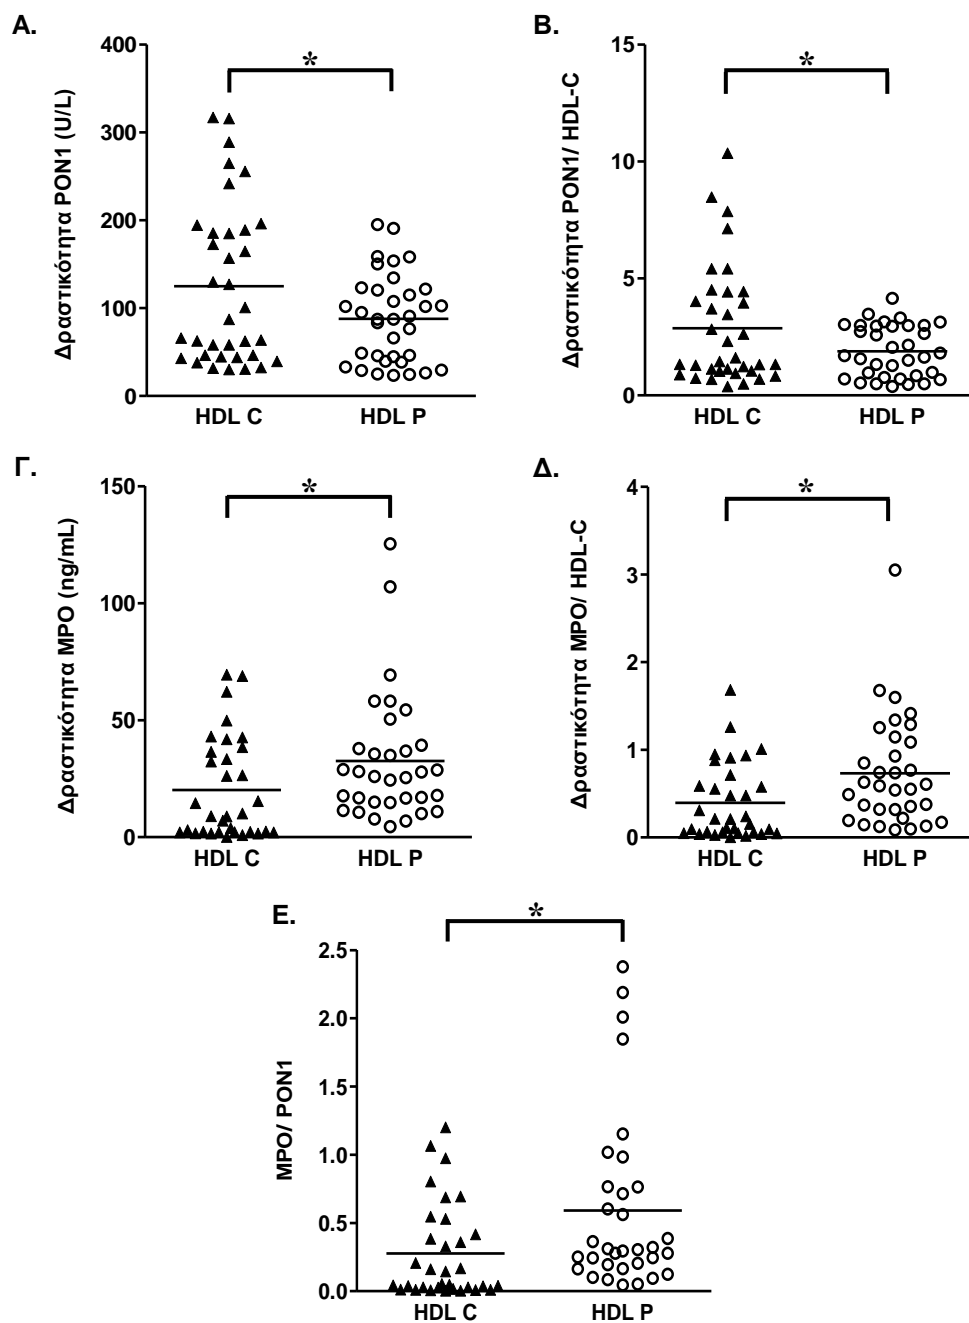 Α.
Δραστικότητα PON1 (U/L)
400
300
200
100
0
*
HDL C
HDL P
Β.
Δραστικότητα PON1/ HDL-C
15
10
5
0
*
HDL C
HDL P
Γ.
Δραστικότητα MPO (ng/mL)
150
100
50
0
*
HDL C
HDL P
Δ.
Δραστικότητα MPO/ HDL-C
4
3
2
1
0
*
HDL C
HDL P
Ε.
MPO/ PON1
2.5
2.0
1.5
1.0
0.5
0.0
*
HDL C
HDL P